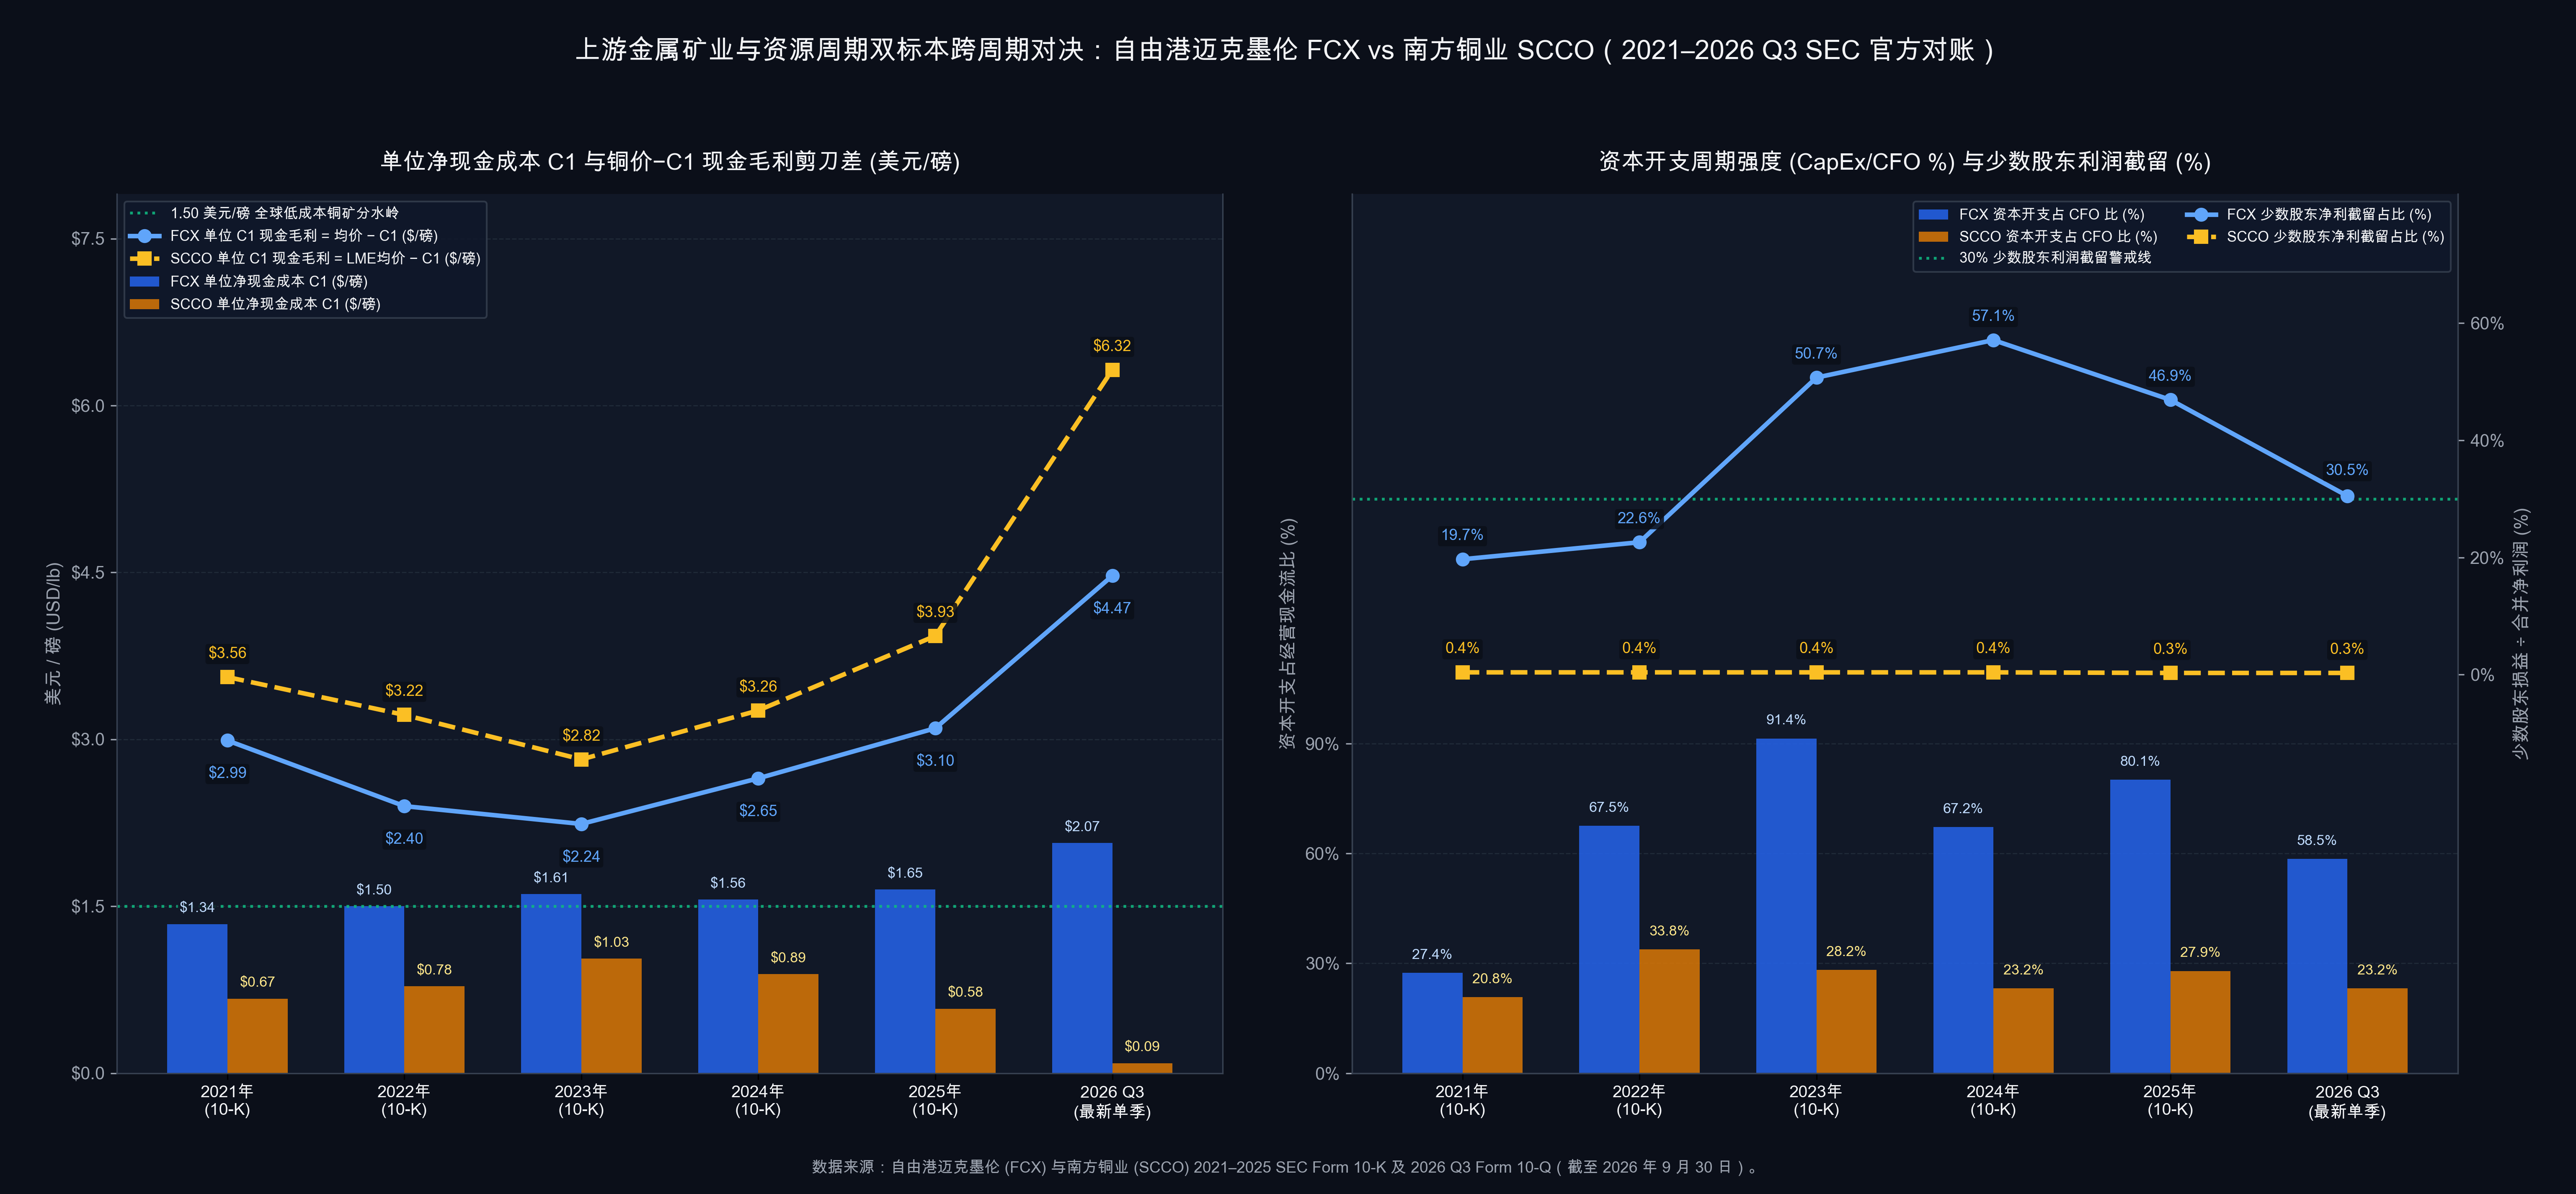 上游金属矿业与资源周期双标本跨周期对决：自由港迈克墨伦 FCX vs 南方铜业 SCCO（2021–2026 Q3 SEC 官方对账）
单位净现金成本 C1 与铜价−C1 现金毛利剪刀差 (美元/磅)
1.50 美元/磅 全球低成本铜矿分水岭
FCX 单位 C1 现金毛利 = 均价 − C1 ($/磅)
SCCO 单位 C1 现金毛利 = LME均价 − C1 ($/磅)
FCX 单位净现金成本 C1 ($/磅)
SCCO 单位净现金成本 C1 ($/磅)
美元 / 磅 (USD/lb)
$7.5
$6.0
$4.5
$3.0
$1.5
$0.0
$3.56
$3.22
$2.82
$3.26
$3.93
$6.32
$2.99
$2.40
$2.24
$2.65
$3.10
$4.47
$1.34
$1.50
$1.61
$1.56
$1.65
$2.07
$0.67
$0.78
$1.03
$0.89
$0.58
$0.09
2021年
(10-K)
2022年
(10-K)
2023年
(10-K)
2024年
(10-K)
2025年
(10-K)
2026 Q3
(最新单季)
资本开支周期强度 (CapEx/CFO %) 与少数股东利润截留 (%)
FCX 资本开支占 CFO 比 (%)
SCCO 资本开支占 CFO 比 (%)
30% 少数股东利润截留警戒线
FCX 少数股东净利截留占比 (%)
SCCO 少数股东净利截留占比 (%)
资本开支占经营现金流比 (%)
90%
60%
30%
0%
19.7%
22.6%
50.7%
57.1%
46.9%
30.5%
0.4%
0.4%
0.4%
0.4%
0.3%
0.3%
27.4%
67.5%
91.4%
67.2%
80.1%
58.5%
20.8%
33.8%
28.2%
23.2%
27.9%
23.2%
60%
40%
20%
0%
少数股东损益 ÷ 合并净利润 (%)
2021年
(10-K)
2022年
(10-K)
2023年
(10-K)
2024年
(10-K)
2025年
(10-K)
2026 Q3
(最新单季)
数据来源：自由港迈克墨伦 (FCX) 与南方铜业 (SCCO) 2021–2025 SEC Form 10-K 及 2026 Q3 Form 10-Q（截至 2026 年 9 月 30 日）。